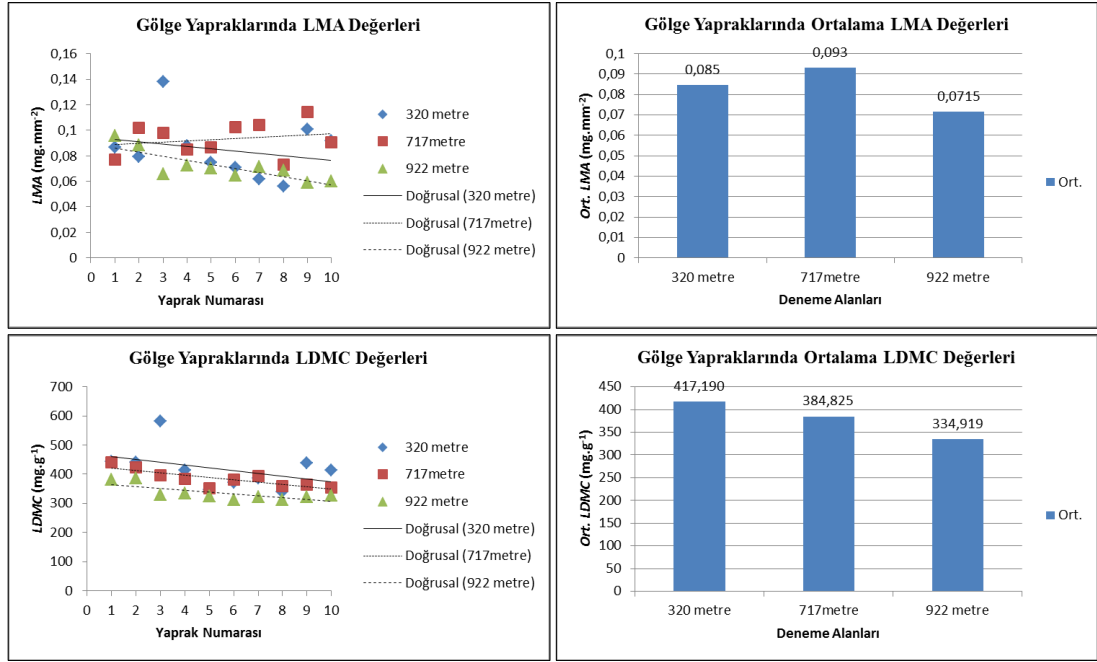 Gölge Yapraklarında LMA Değerleri
LMA (mg.mm⁻²)
0,16
0,14
0,12
0,1
0,08
0,06
0,04
0,02
0
0 1 2 3 4 5 6 7 8 9 10
Yaprak Numarası
320 metre
717metre
922 metre
Doğrusal (320 metre)
Doğrusal (717metre)
Doğrusal (922 metre)
Gölge Yapraklarında Ortalama LMA Değerleri
Ort. LMA (mg.mm⁻²)
0,1
0,09
0,08
0,07
0,06
0,05
0,04
0,03
0,02
0,01
0
0,085
0,093
0,0715
320 metre 717metre 922 metre
Deneme Alanları
Ort.
Gölge Yapraklarında LDMC Değerleri
LDMC (mg.g⁻¹)
700
600
500
400
300
200
100
0
0 1 2 3 4 5 6 7 8 9 10
Yaprak Numarası
320 metre
717metre
922 metre
Doğrusal (320 metre)
Doğrusal (717metre)
Doğrusal (922 metre)
Gölge Yapraklarında Ortalama LDMC Değerleri
Ort. LDMC (mg.g⁻¹)
450
400
350
300
250
200
150
100
50
0
417,190
384,825
334,919
320 metre 717metre 922 metre
Deneme Alanları
Ort.